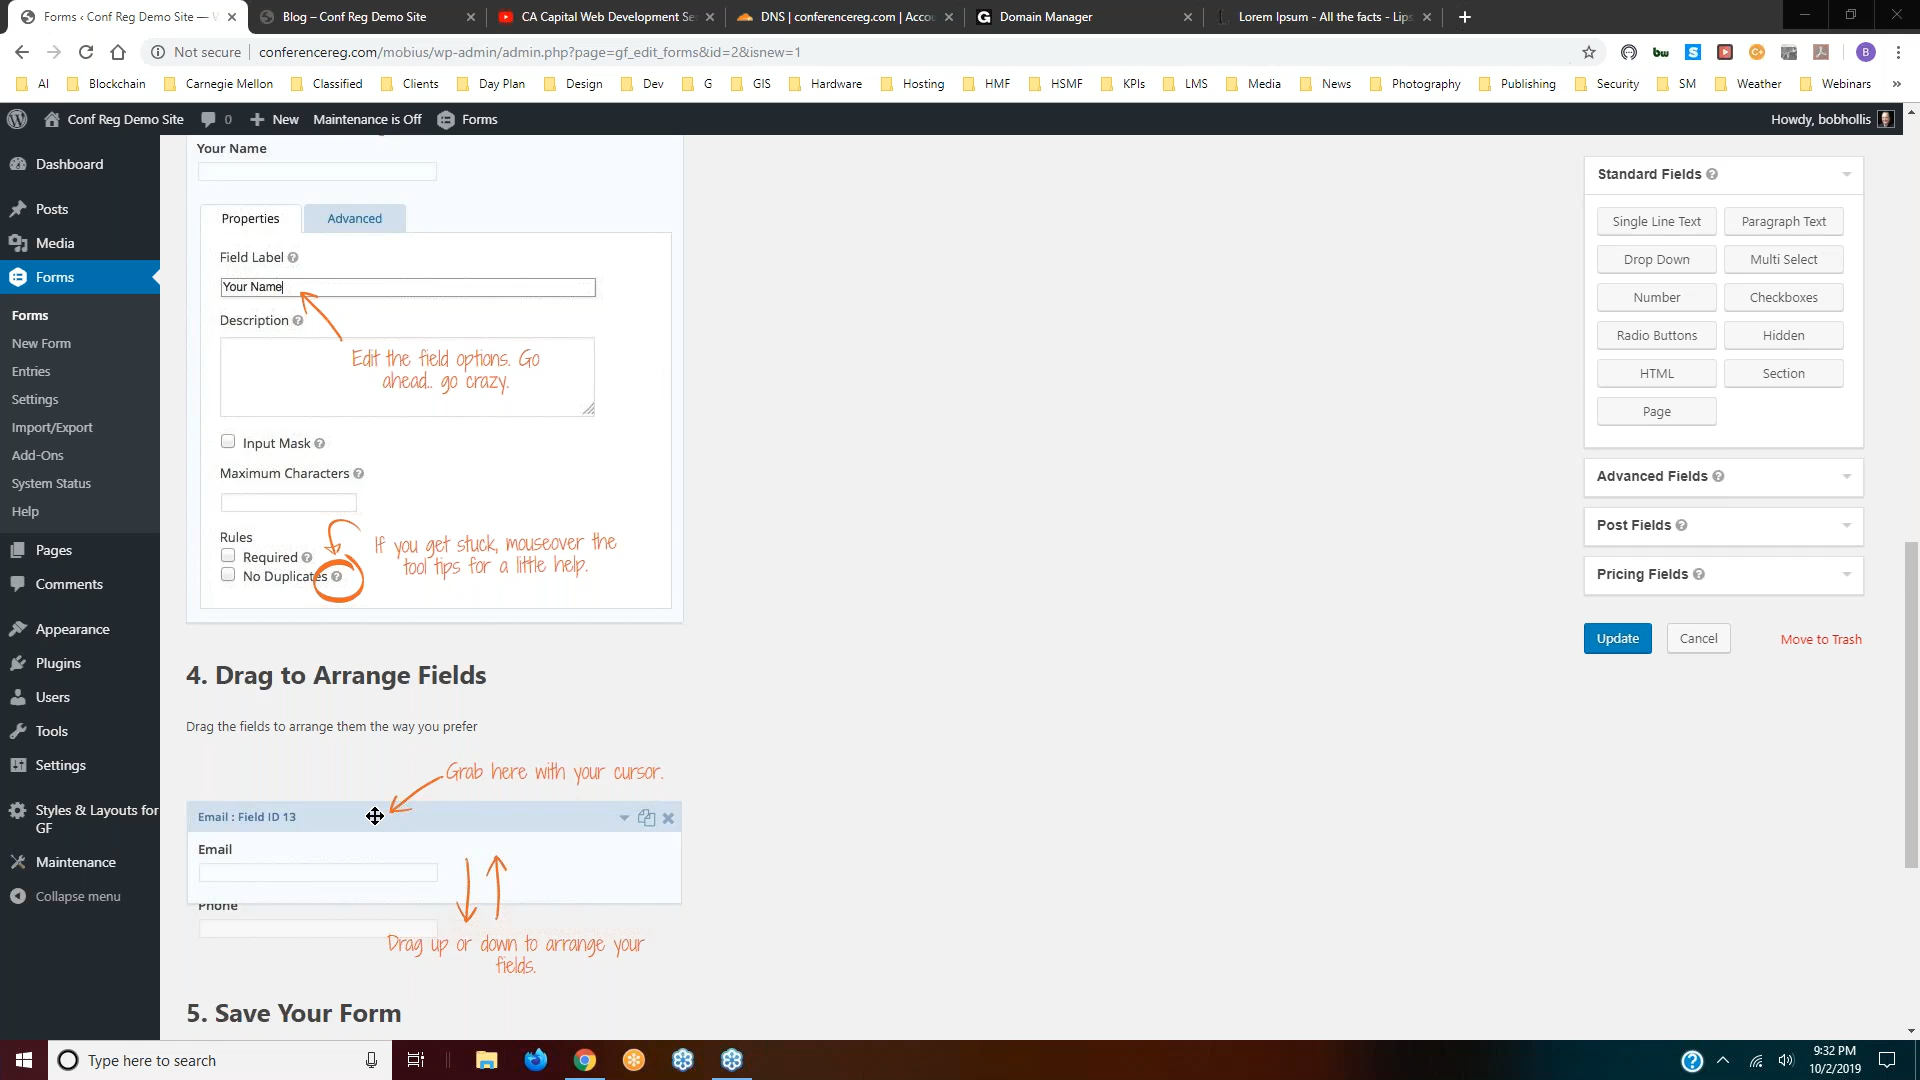 Forms ‹ Conf Reg Demo Site —
Blog – Conf Reg Demo Site
CA Capital Web Development Se
DNS | conferencereg.com | Accou
Domain Manager
Lorem Ipsum - All the facts - Lips
Not secure
conferencereg.com/mobius/wp-admin/admin.php?page=gf_edit_forms&id=2&isnew=1
AI
Blockchain
Carnegie Mellon
Classified
Clients
Day Plan
Design
Dev
G
GIS
Hardware
Hosting
HMF
HSMF
KPIs
LMS
Media
News
Photography
Publishing
Security
SM
Weather
Webinars
»
Conf Reg Demo Site
0
New
Maintenance is Off
Forms
Howdy, bobhollis
Dashboard
Posts
Media
Forms
Forms
New Form
Entries
Settings
Import/Export
Add-Ons
System Status
Help
Pages
Comments
Appearance
Plugins
Users
Tools
Settings
Styles & Layouts for
GF
Maintenance
Collapse menu
Your Name
Properties
Advanced
Field Label
Your Name
Description
Edit the field options. Go
ahead.. go crazy.
Input Mask
Maximum Characters
Rules
Required
No Duplicates
If you get stuck, mouseover the
tool tips for a little help.
4. Drag to Arrange Fields
Drag the fields to arrange them the way you prefer
Grab here with your cursor.
Email : Field ID 13
Email
Phone
Drag up or down to arrange your
fields.
5. Save Your Form
Standard Fields
Single Line Text
Paragraph Text
Drop Down
Multi Select
Number
Checkboxes
Radio Buttons
Hidden
HTML
Section
Page
Advanced Fields
Post Fields
Pricing Fields
Update
Cancel
Move to Trash
Type here to search
9:32 PM
10/2/2019